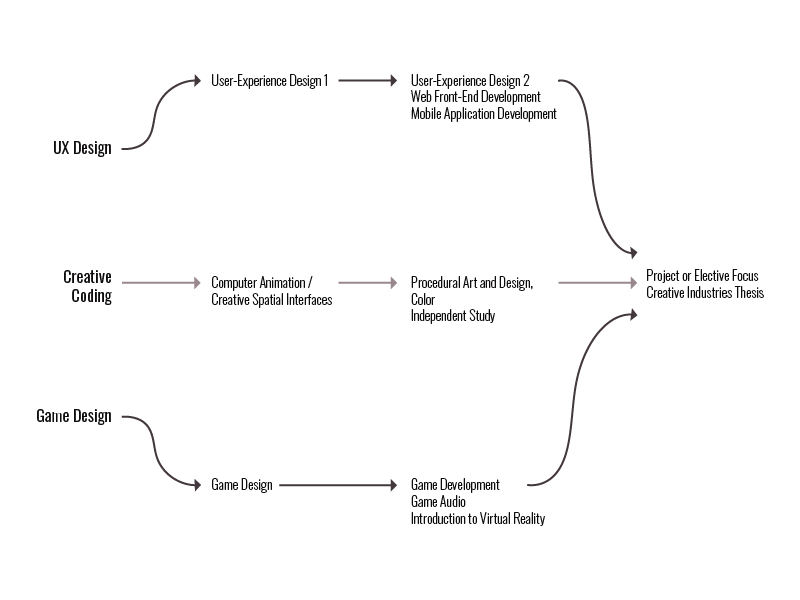 User-Experience Design 1
User-Experience Design 2
Web Front-End Development
Mobile Application Development
UX Design
Creative
Coding
Computer Animation /
Creative Spatial Interfaces
Procedural Art and Design,
Color
Independent Study
Project or Elective Focus
Creative Industries Thesis
Game Design
Game Design
Game Development
Game Audio
Introduction to Virtual Reality